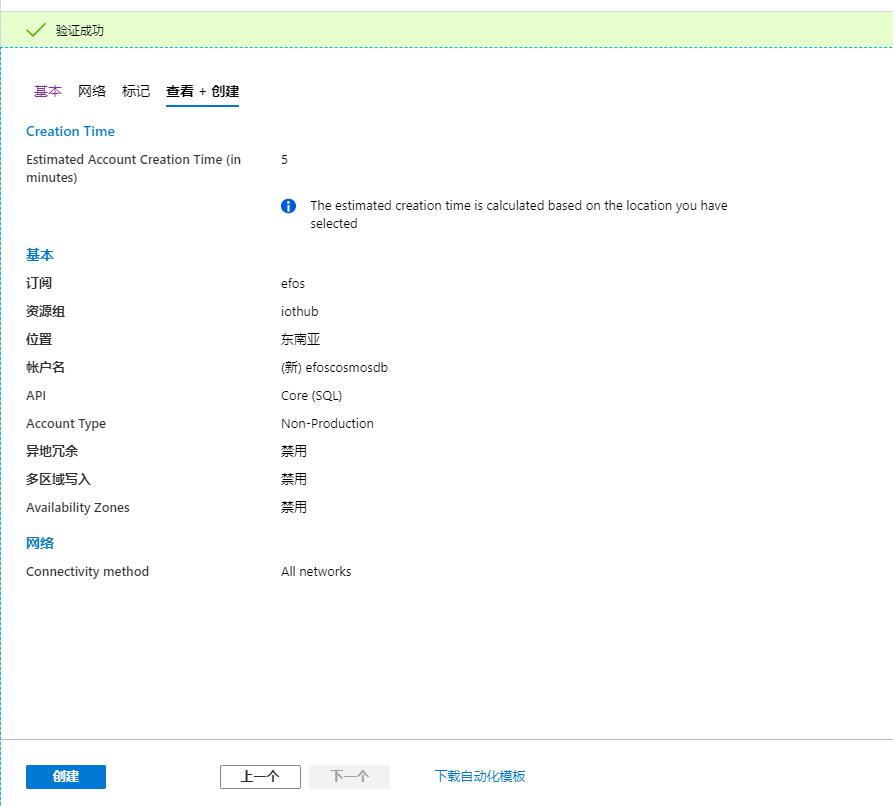 验证成功
基本 网络 标记 查看 + 创建
Creation Time
Estimated Account Creation Time (in minutes) 5
The estimated creation time is calculated based on the location you have
selected
基本
订阅 efos
资源组 iothub
位置 东南亚
帐户名 (新) efoscosmosdb
API Core (SQL)
Account Type Non-Production
异地冗余 禁用
多区域写入 禁用
Availability Zones 禁用
网络
Connectivity method All networks
创建 上一个 下一个 下载自动化模板